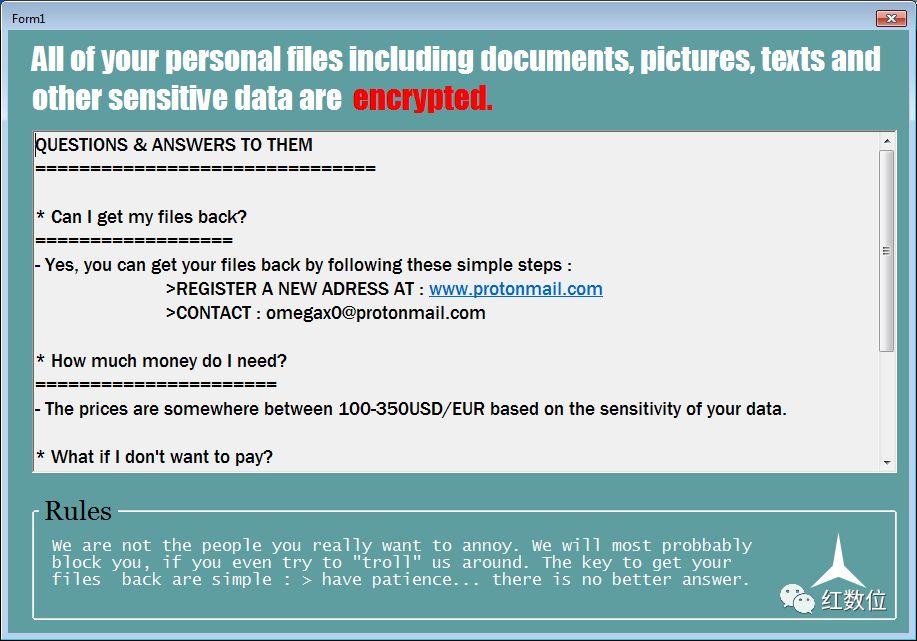 Form1
All of your personal files including documents, pictures, texts and
other sensitive data are encrypted.
QUESTIONS & ANSWERS TO THEM
===============================
* Can I get my files back?
==================
- Yes, you can get your files back by following these simple steps :
>REGISTER A NEW ADRESS AT : www.protonmail.com
>CONTACT : omegax0@protonmail.com
* How much money do I need?
======================
- The prices are somewhere between 100-350USD/EUR based on the sensitivity of your data.
* What if I don't want to pay?
Rules
We are not the people you really want to annoy. We will most probbably
block you, if you even try to "troll" us around. The key to get your
files  back are simple : > have patience... there is no better answer.
红数位